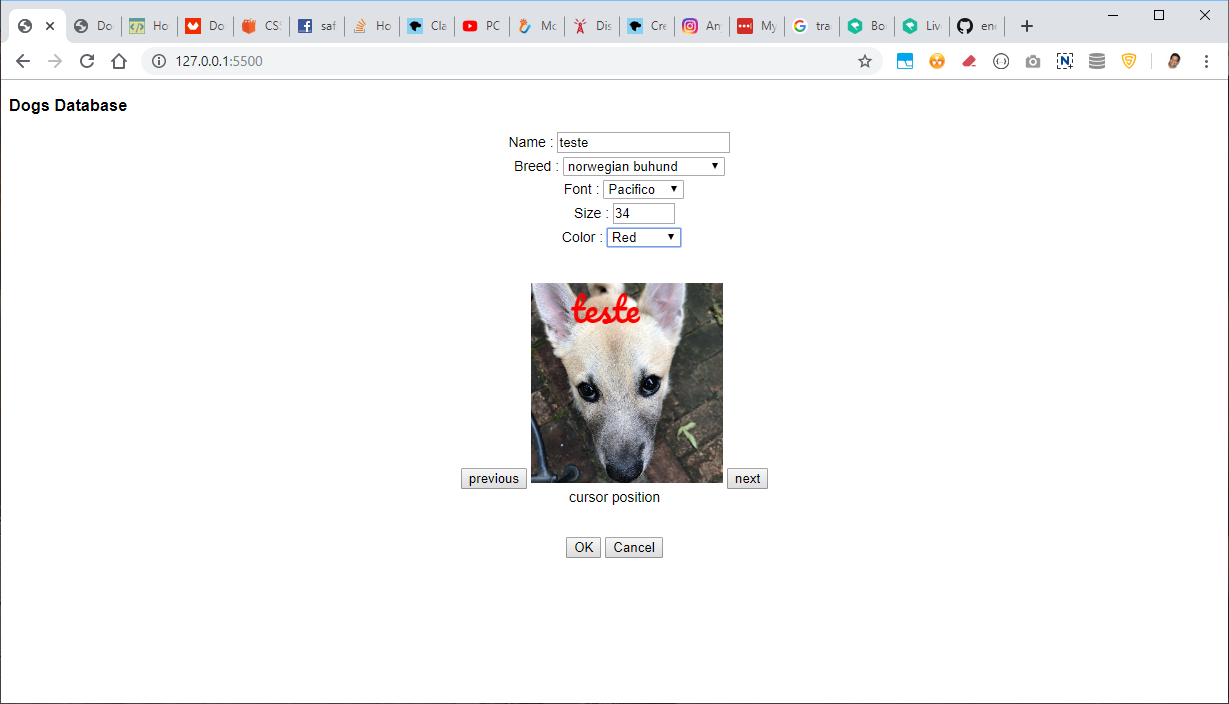 Do
Ho
Do
CS
saf
Ho
Cla
PC
Mc
Dis
Cre
An
My
tra
Bo
Liv
en
127.0.0.1:5500
Dogs Database
Name : teste
Breed : norwegian buhund
Font : Pacifico
Size : 34
Color : Red
teste
previous
next
cursor position
OK Cancel